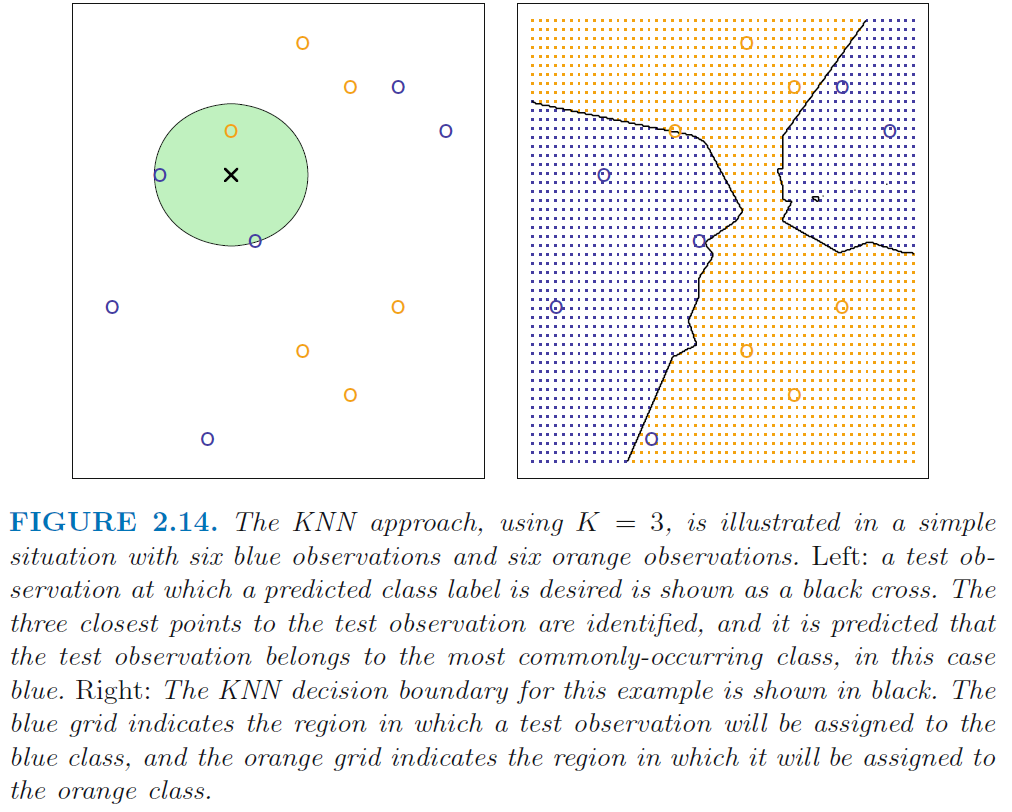 FIGURE 2.14. The KNN approach, using K = 3, is illustrated in a simple
situation with six blue observations and six orange observations. Left: a test ob-
servation at which a predicted class label is desired is shown as a black cross. The
three closest points to the test observation are identified, and it is predicted that
the test observation belongs to the most commonly-occurring class, in this case
blue. Right: The KNN decision boundary for this example is shown in black. The
blue grid indicates the region in which a test observation will be assigned to the
blue class, and the orange grid indicates the region in which it will be assigned to
the orange class.